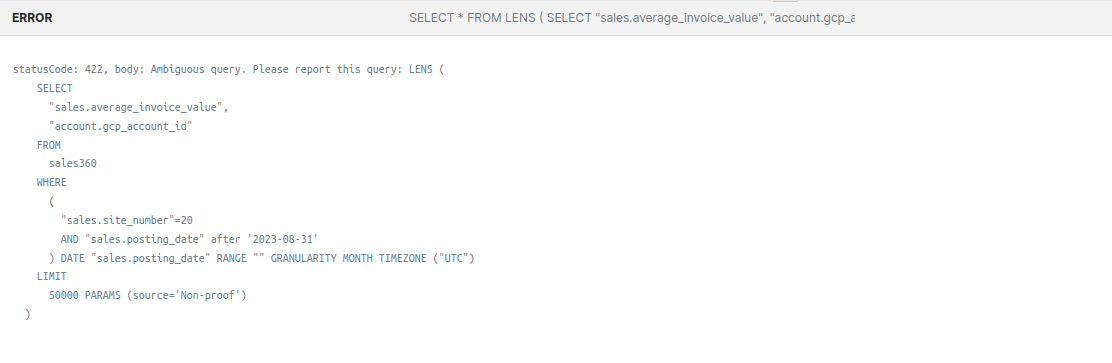 ERROR SELECT * FROM LENS ( SELECT "sales.average_invoice_value", "account.gcp_a
statusCode: 422, body: Ambiguous query. Please report this query: LENS (
SELECT
"sales.average_invoice_value",
"account.gcp_account_id"
FROM
sales360
WHERE
(
"sales.site_number"=20
AND "sales.posting_date" after '2023-08-31'
) DATE "sales.posting_date" RANGE "" GRANULARITY MONTH TIMEZONE ("UTC")
LIMIT
50000 PARAMS (source='Non-proof')
)